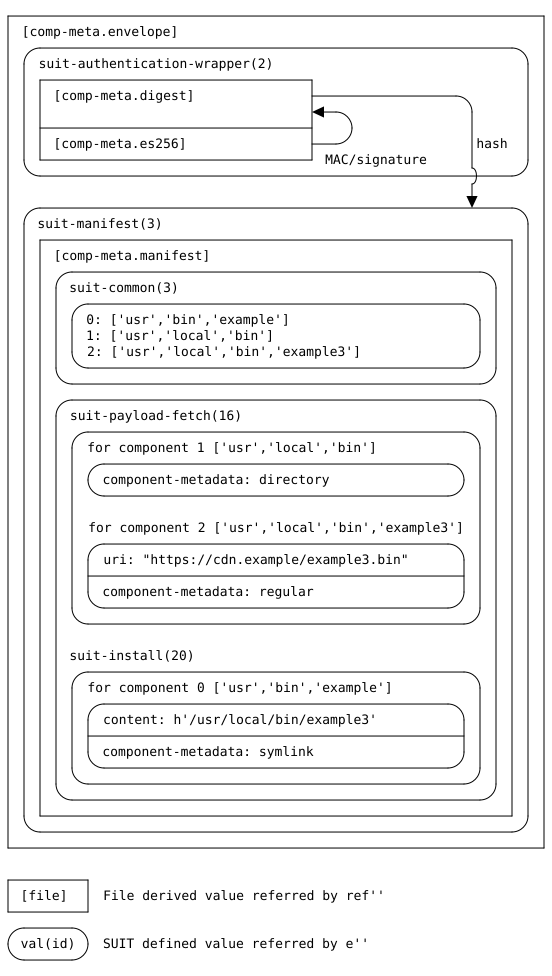 [comp-meta.envelope]
suit-authentication-wrapper(2)
[comp-meta.digest]
[comp-meta.es256]
hash
MAC/signature
suit-manifest(3)
[comp-meta.manifest]
suit-common(3)
0: ['usr','bin','example']
1: ['usr','local','bin']
2: ['usr','local','bin','example3']
suit-payload-fetch(16)
for component 1 ['usr','local','bin']
component-metadata: directory
for component 2 ['usr','local','bin','example3']
uri: "https://cdn.example/example3.bin"
component-metadata: regular
suit-install(20)
for component 0 ['usr','bin','example']
content: h'/usr/local/bin/example3'
component-metadata: symlink
[file] File derived value referred by ref''
val(id) SUIT defined value referred by e''